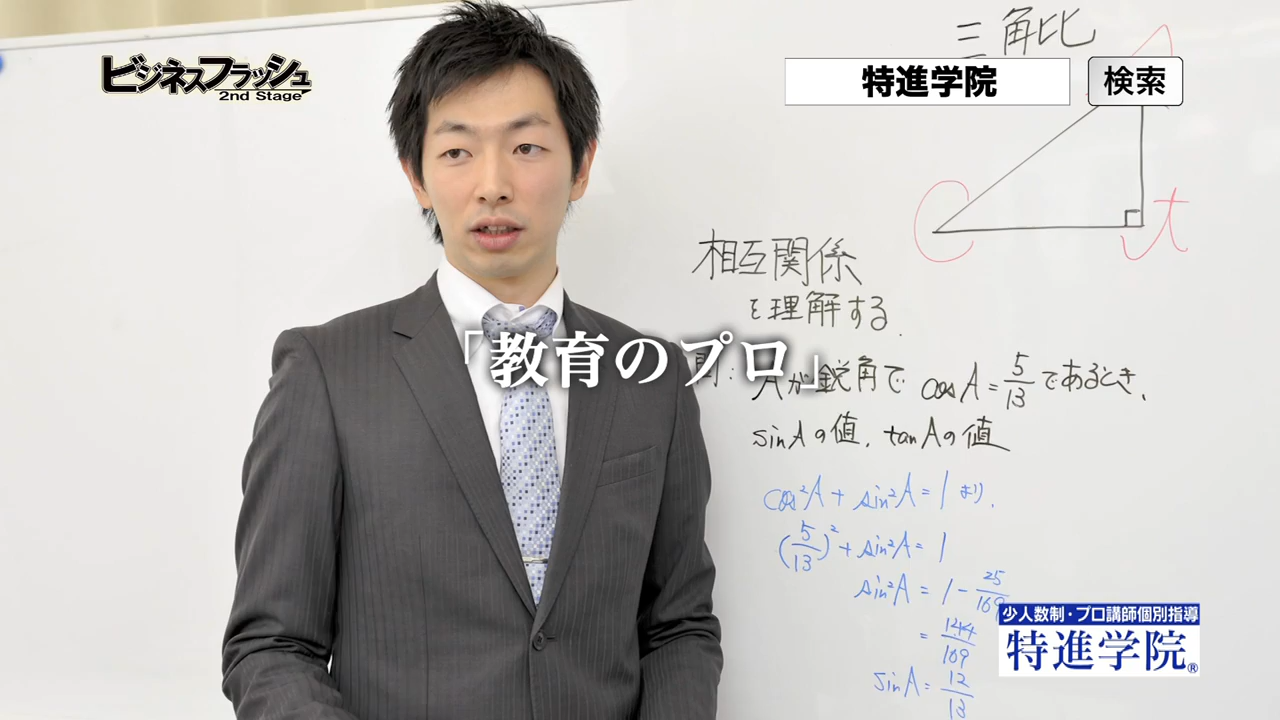 ビジネスフラッシュ
2nd Stage
特進学院
検索
三角比
相互関係
を理解する.
「教育のプロ」
Aが鋭角で cosA = 5/13 であるとき、
sinAの値, tanAの値
cos²A + sin²A = 1 より.
(5/13)² + sin²A = 1
sin²A = 1 - 25/169
= 144/169
sinA = 12/13
少人数制・プロ講師個別指導
特進学院®